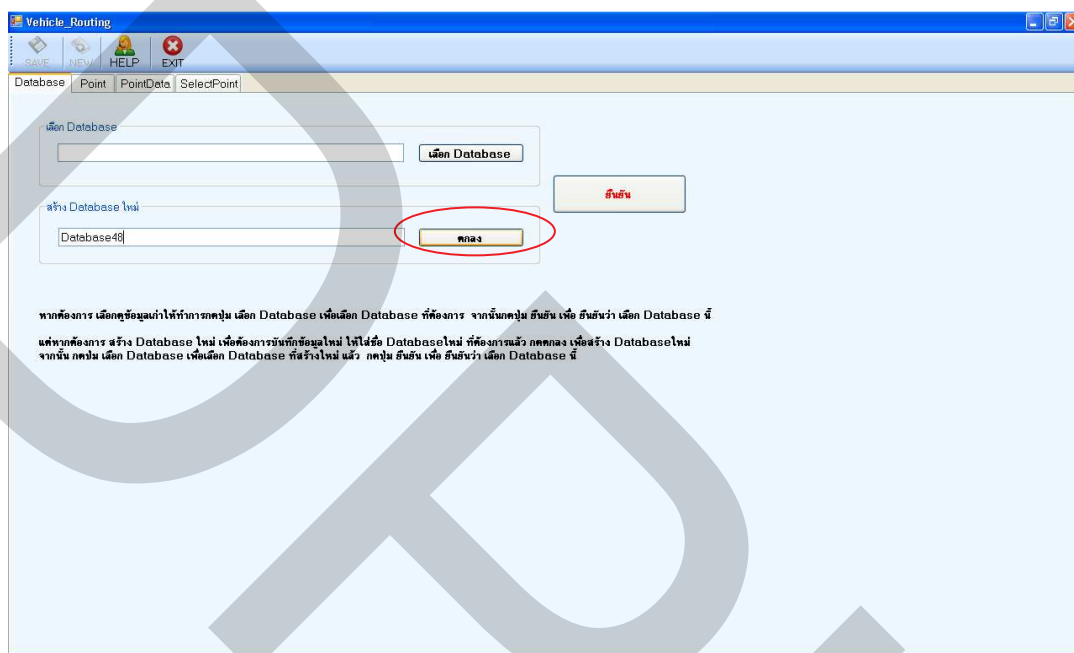 Vehicle_Routing
SAVE NEW HELP EXIT
Database Point PointData SelectPoint
เลือก Database
เลือก Database
ยืนยัน
สร้าง Database ใหม่
Database48
ตกลง
หากต้องการ เลือกดูข้อมูลเก่าให้ทำการกดปุ่ม เลือก Database เพื่อเลือก Database ที่ต้องการ จากนั้นกดปุ่ม ยืนยัน เพื่อ ยืนยันว่า เลือก Database นี้
แต่หากต้องการ สร้าง Database ใหม่ เพื่อต้องการบันทึกข้อมูลใหม่ ให้ใส่ชื่อ Databaseใหม่ ที่ต้องการแล้ว กดตกลง เพื่อสร้าง Databaseใหม่
จากนั้น กดปุ่ม เลือก Database เพื่อเลือก Database ที่สร้างใหม่ แล้ว กดปุ่ม ยืนยัน เพื่อ ยืนยันว่า เลือก Database นี้